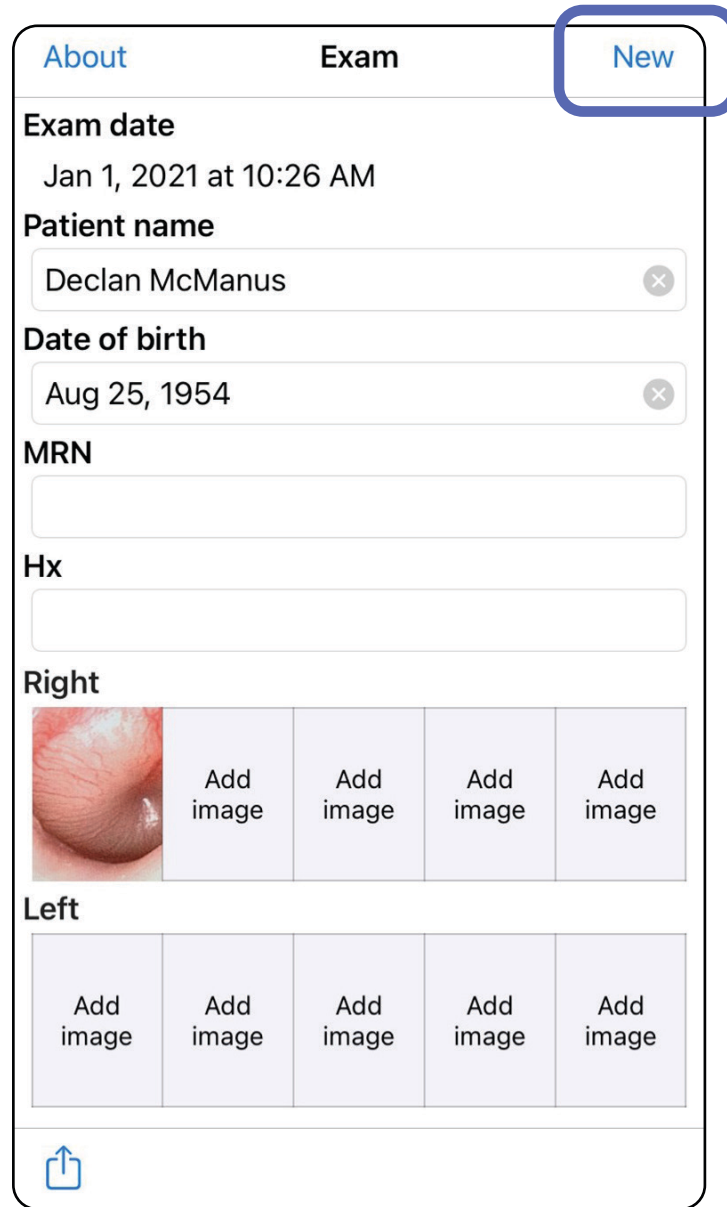 About Exam New
Exam date
Jan 1, 2021 at 10:26 AM
Patient name
Declan McManus
Date of birth
Aug 25, 1954
MRN
Hx
Right
Add image Add image Add image Add image
Left
Add image Add image Add image Add image Add image